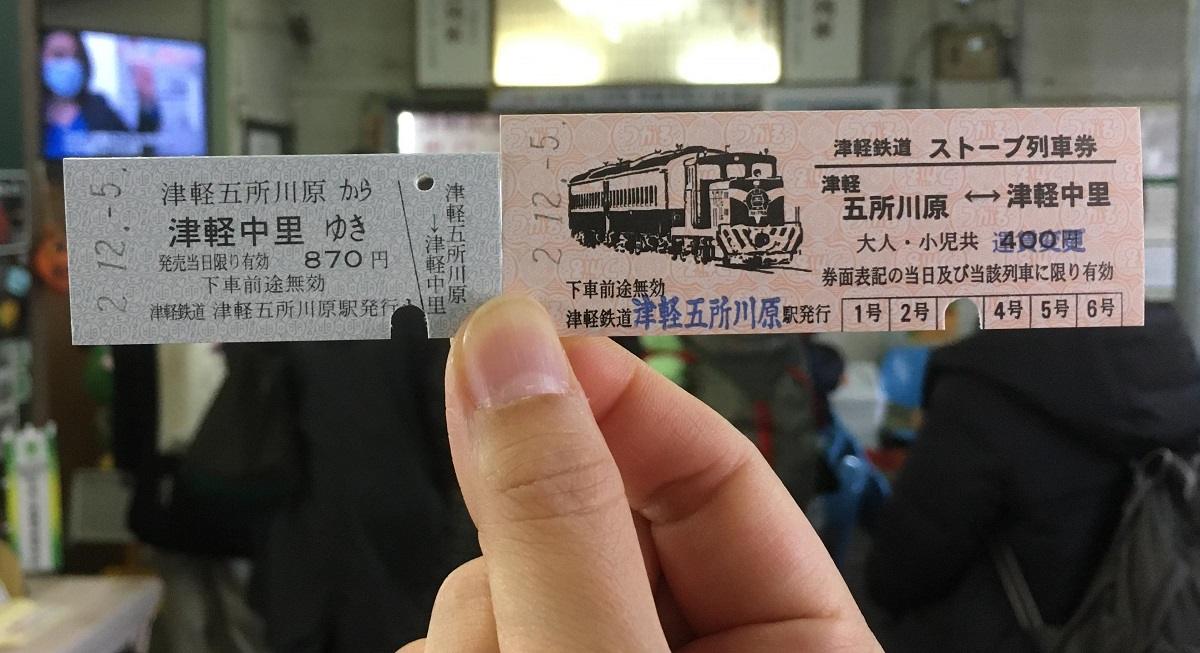 2.12.-5.
津軽五所川原 から
津軽中里 ゆき
発売当日限り有効 870円
下車前途無効
津軽鉄道 津軽五所川原駅発行
津軽五所川原→津軽中里
2.12.-5.
津軽鉄道 ストーブ列車券
津軽
五所川原 ↔ 津軽中里
大人・小児共 400円
券面表記の当日及び当該列車に限り有効
下車前途無効
津軽鉄道津軽五所川原駅発行
1号 2号 4号 5号 6号